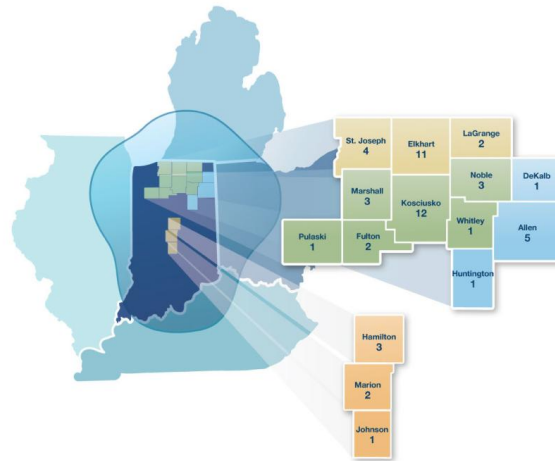 St. Joseph
4
Elkhart
11
LaGrange
2
Marshall
3
Kosciusko
12
Noble
3
DeKalb
1
Pulaski
1
Fulton
2
Whitley
1
Allen
5
Huntington
1
Hamilton
3
Marion
2
Johnson
1